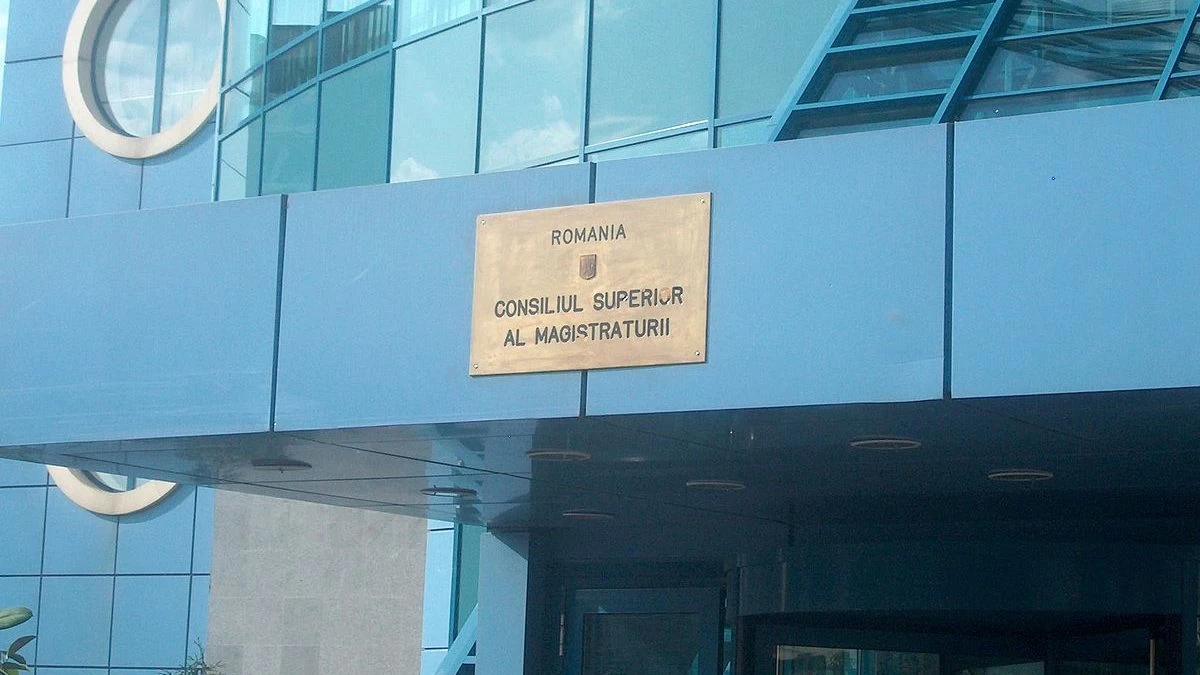 ROMANIA
CONSILIUL SUPERIOR
AL MAGISTRATURII